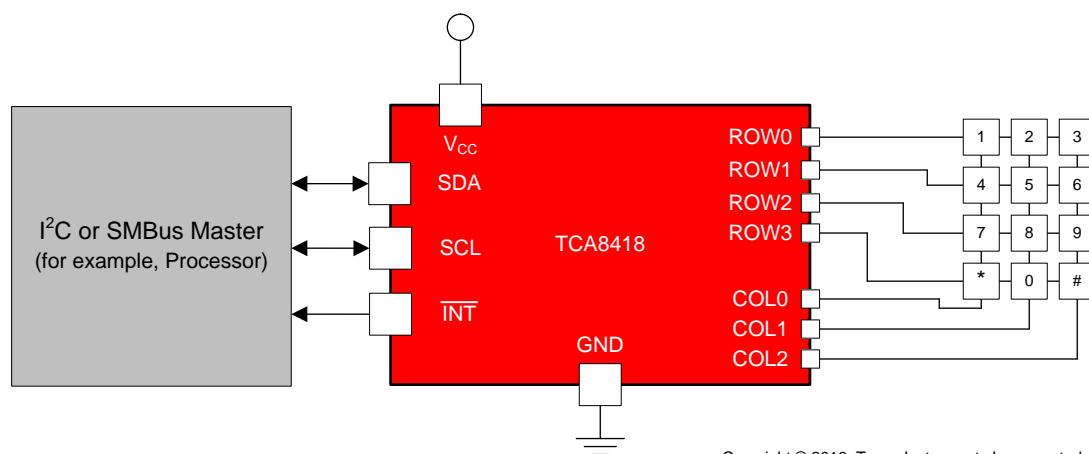 V_CC
SDA
SCL
INT
GND
TCA8418
ROW0
ROW1
ROW2
ROW3
COL0
COL1
COL2
I²C or SMBus Master
(for example, Processor)
1 2 3
4 5 6
7 8 9
* 0 #